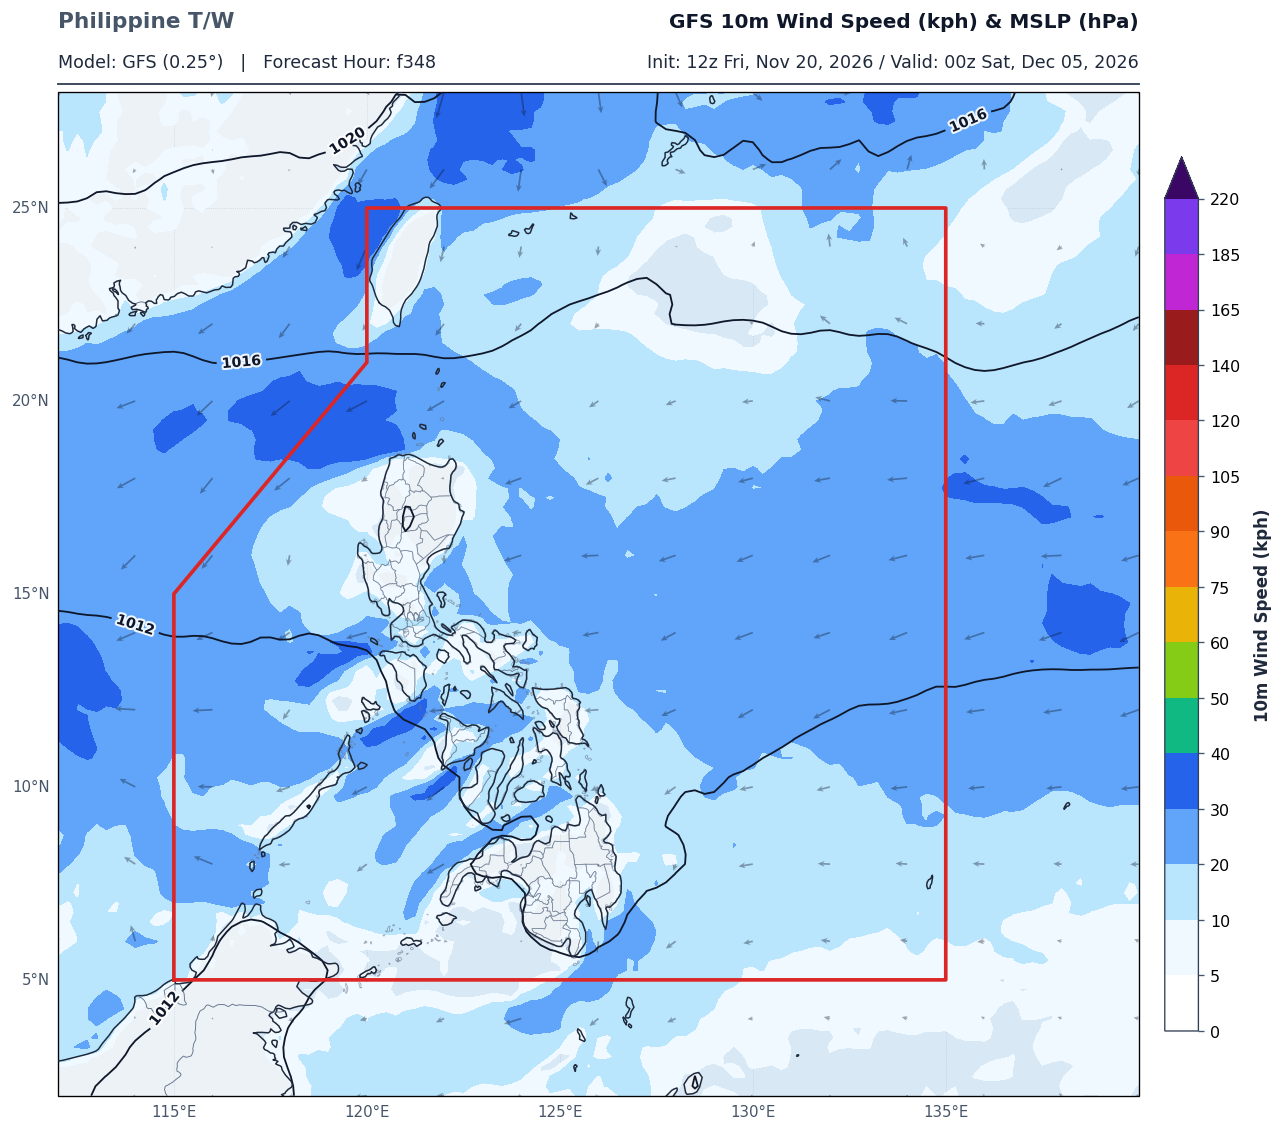 Philippine T/W
GFS 10m Wind Speed (kph) & MSLP (hPa)
Model: GFS (0.25°)   |   Forecast Hour: f348
Init: 12z Fri, Nov 20, 2026 / Valid: 00z Sat, Dec 05, 2026
1020
1016
1016
1012
1012
25°N
20°N
15°N
10°N
5°N
115°E
120°E
125°E
130°E
135°E
220
185
165
140
120
105
90
75
60
50
40
30
20
10
5
0
10m Wind Speed (kph)